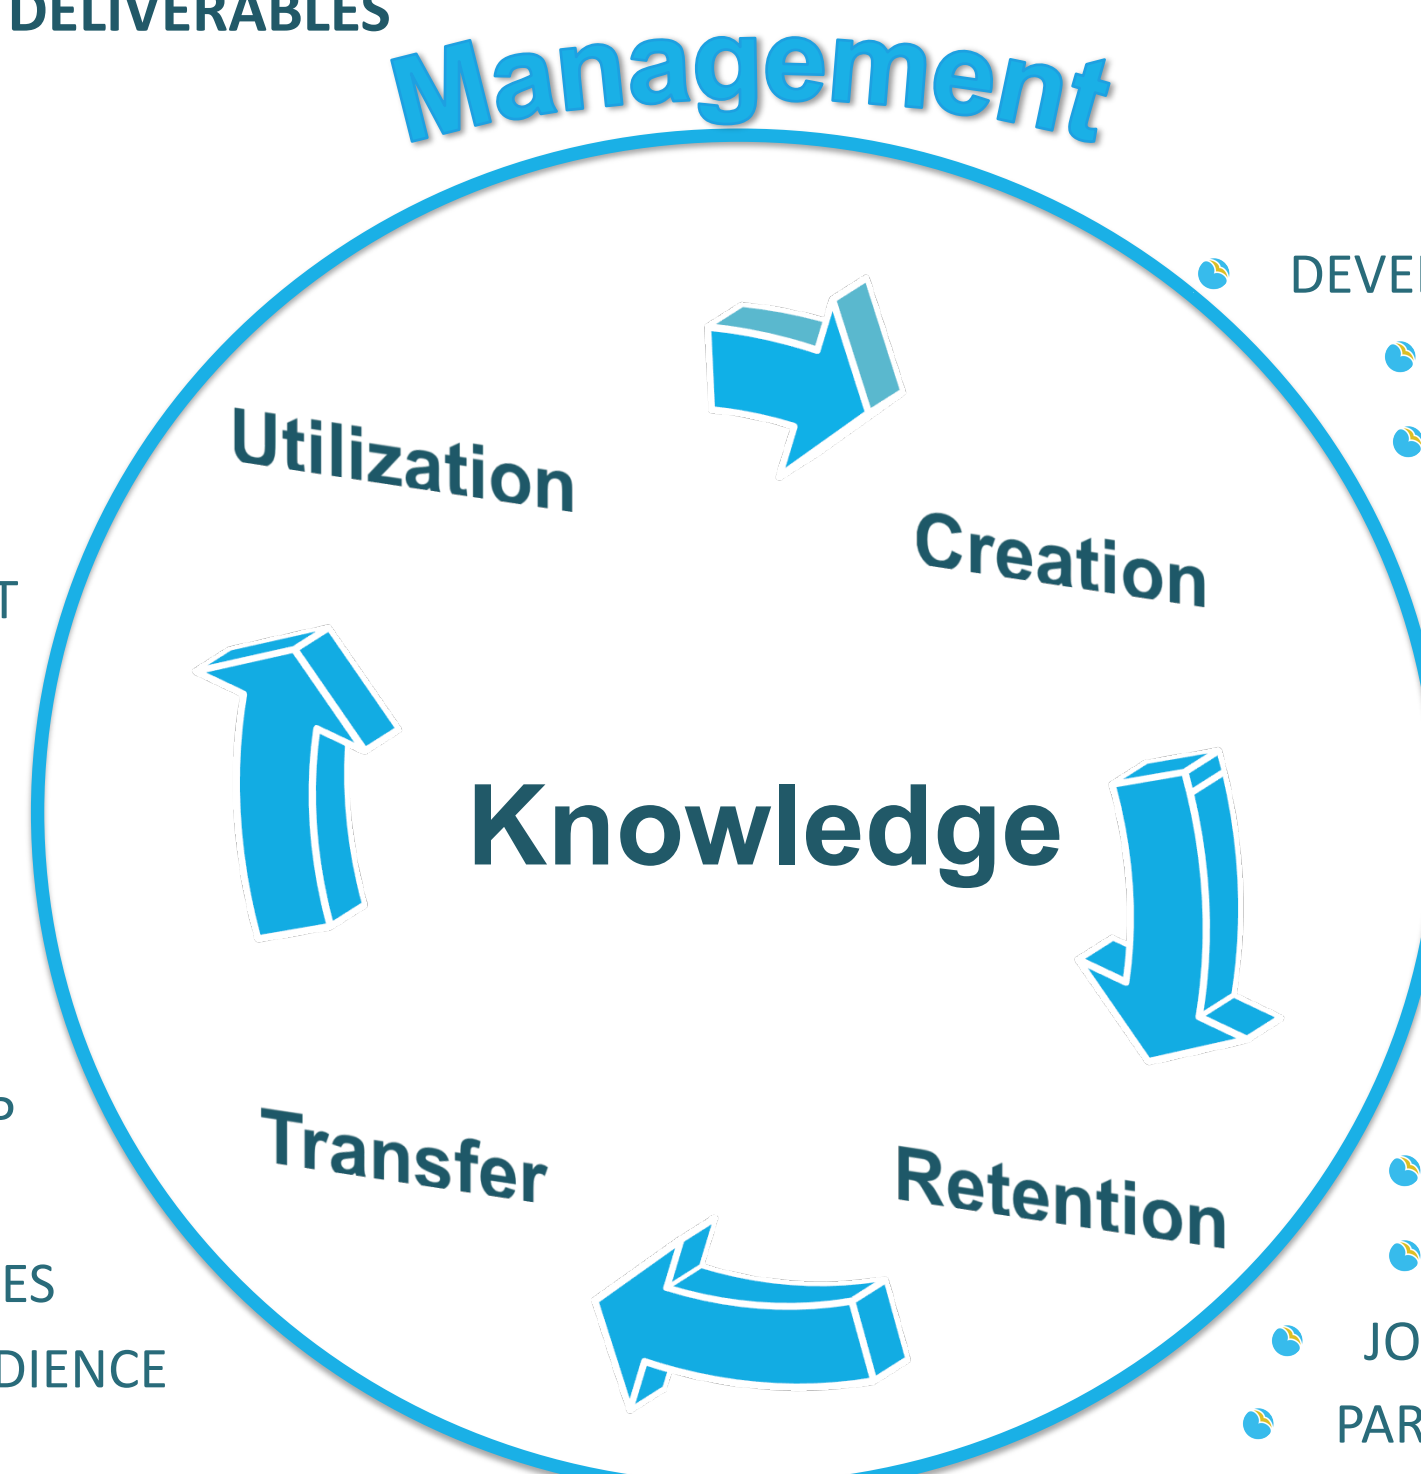 DELIVERABLES
Management
DEVE
Utilization
Creation
T
Knowledge
P
Transfer
Retention
ES
DIENCE
JO
PAR